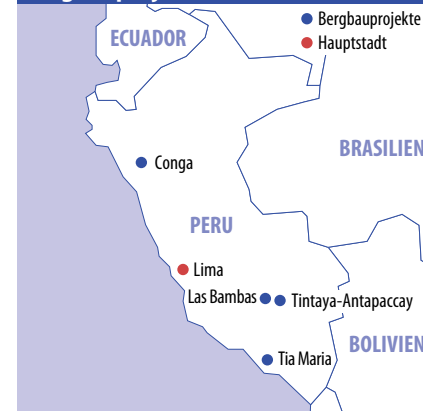 Bergbauprojekte
Hauptstadt
ECUADOR
BRASILIEN
Conga
PERU
Lima
Las Bambas
Tintaya-Antapaccay
BOLIVIEN
Tia Maria